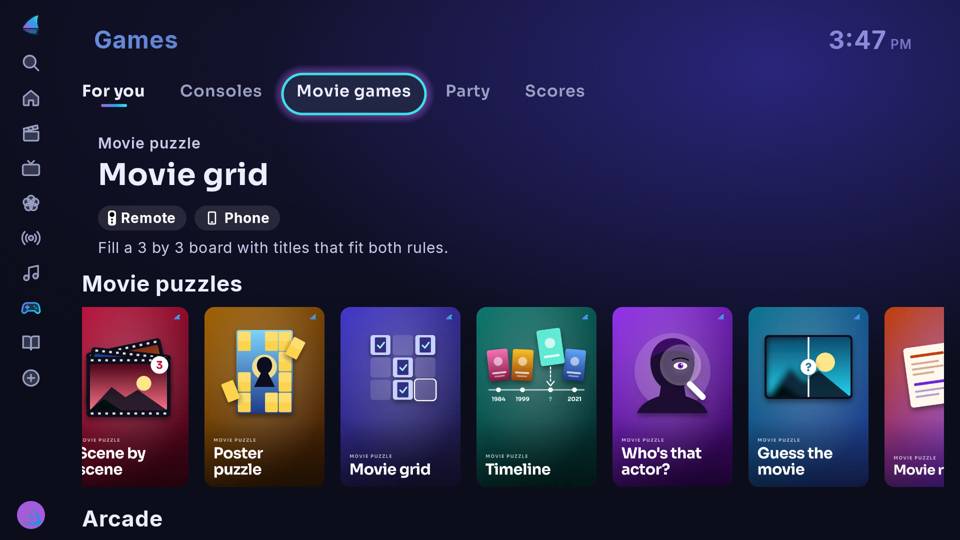 Games
3:47 PM
For you
Consoles
Movie games
Party
Scores
Movie puzzle
Movie grid
Remote
Phone
Fill a 3 by 3 board with titles that fit both rules.
Movie puzzles
3
Scene by
scene
MOVIE PUZZLE
Poster
puzzle
MOVIE PUZZLE
Movie grid
1984
1999
?
2021
MOVIE PUZZLE
Timeline
MOVIE PUZZLE
Who's that
actor?
?
MOVIE PUZZLE
Guess the
movie
MOVIE PUZZLE
Movie
Arcade